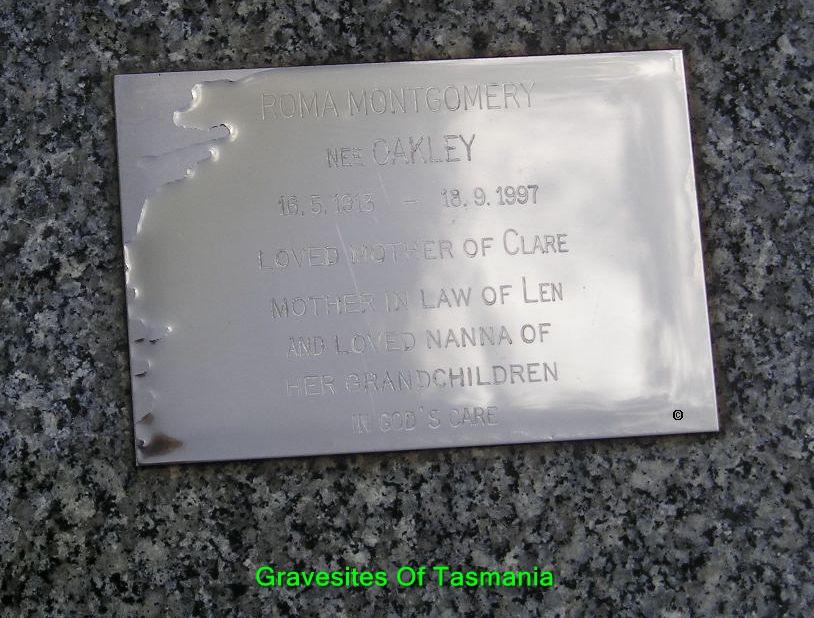 ROMA MONTGOMERY
NEE OAKLEY
16.5.1913 – 18.9.1997
LOVED MOTHER OF CLARE
MOTHER IN LAW OF LEN
AND LOVED NANNA OF
HER GRANDCHILDREN
IN GOD'S CARE
©
Gravesites Of Tasmania